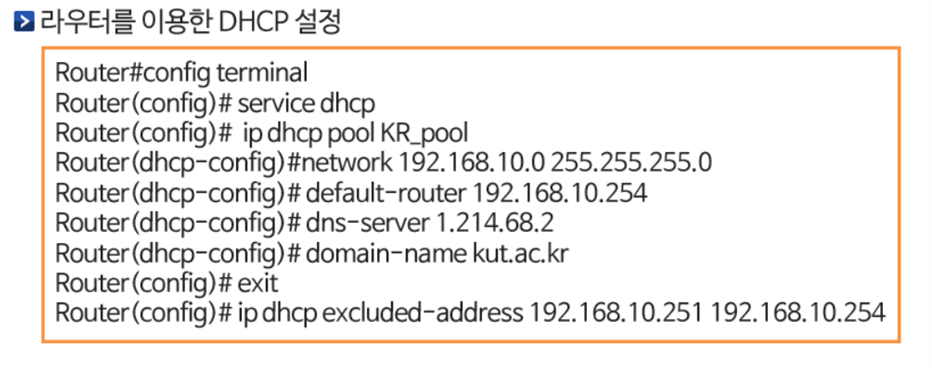 라우터를 이용한 DHCP 설정
Router#config terminal
Router(config)# service dhcp
Router(config)# ip dhcp pool KR_pool
Router(dhcp-config)#network 192.168.10.0 255.255.255.0
Router(dhcp-config)# default-router 192.168.10.254
Router(dhcp-config)# dns-server 1.214.68.2
Router(dhcp-config)# domain-name kut.ac.kr
Router(config)# exit
Router(config)# ip dhcp excluded-address 192.168.10.251 192.168.10.254